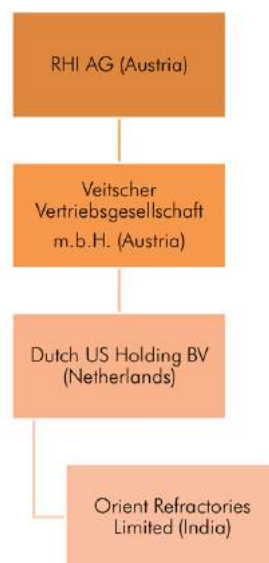 RHI AG (Austria)
Veitscher
Vertriebsgesellschaft
m.b.H. (Austria)
Dutch US Holding BV
(Netherlands)
Orient Refractories
Limited (India)